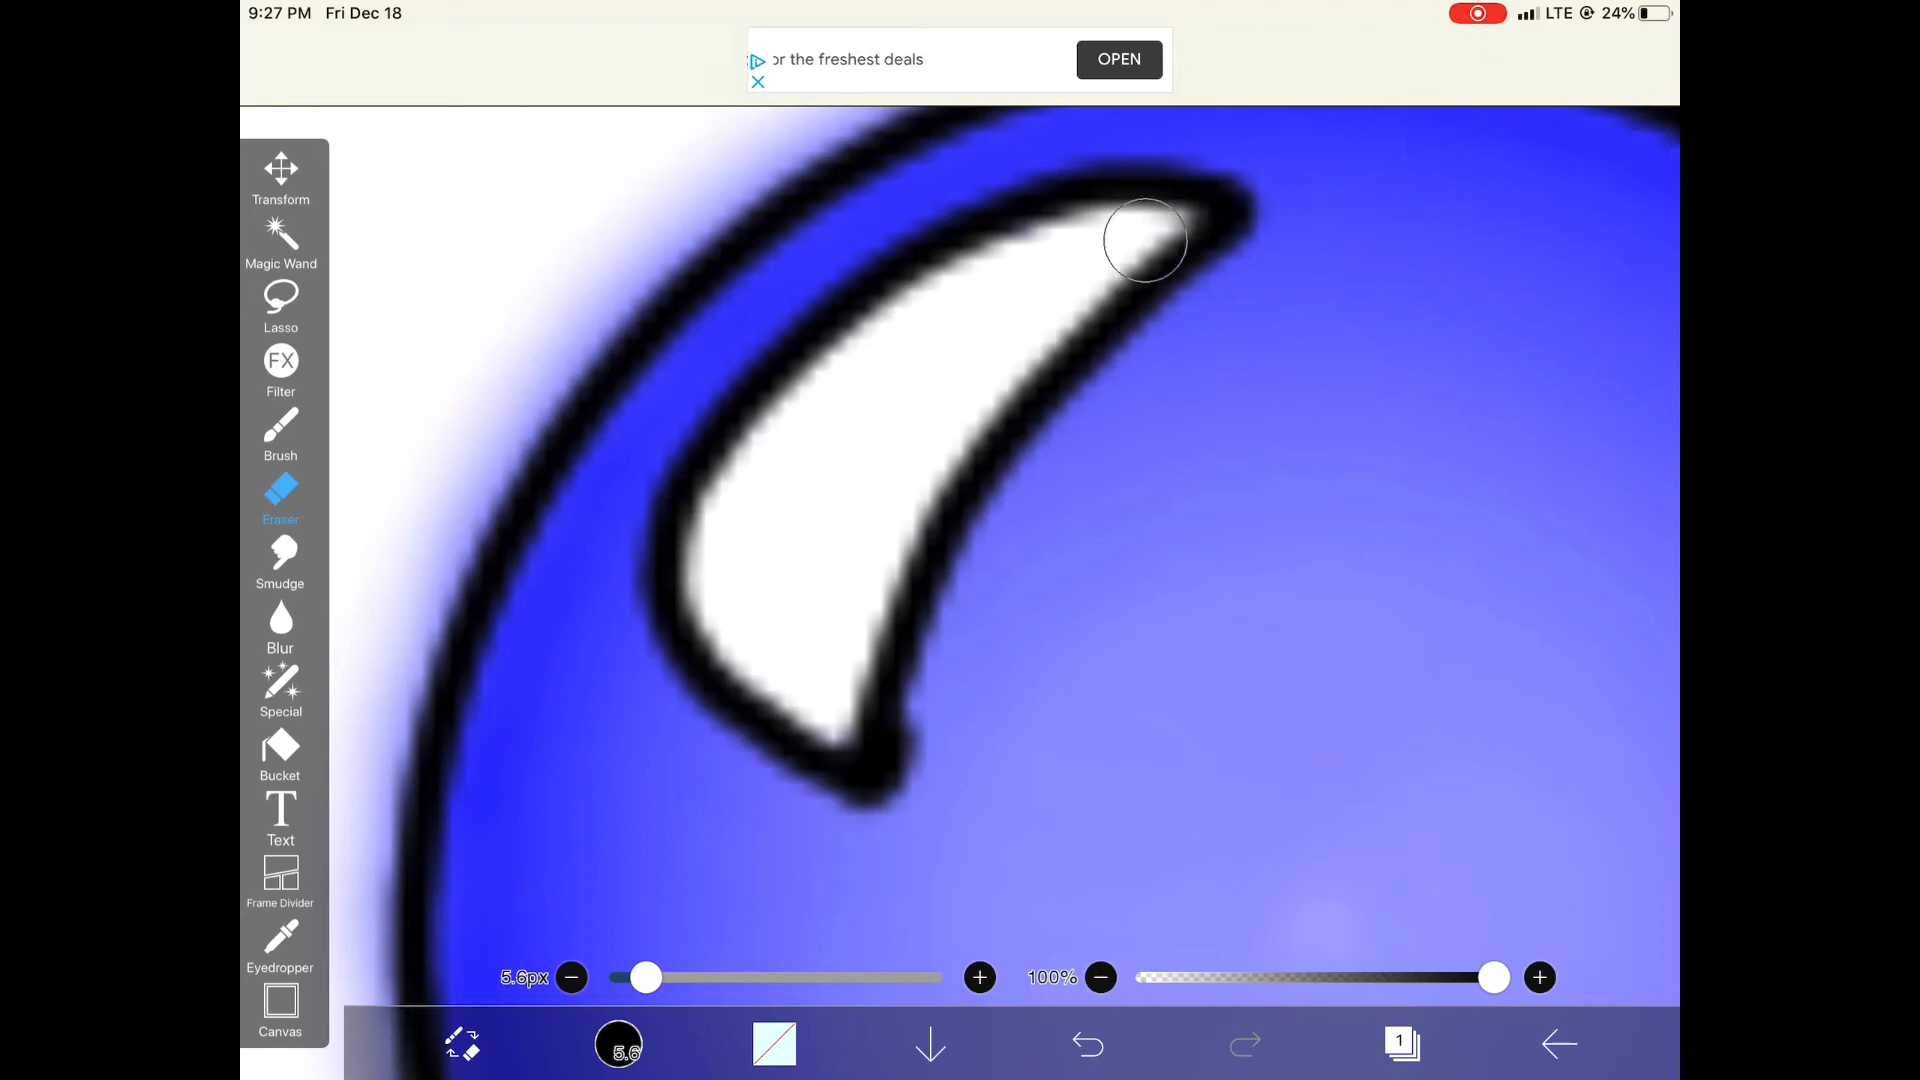 9:27 PM Fri Dec 18
LTE 24%
or the freshest deals
OPEN
Transform
Magic Wand
Lasso
FX
Filter
Brush
Eraser
Smudge
Blur
Special
Bucket
T
Text
Frame Divider
Eyedropper
Canvas
5.6px
100%
5.6
1